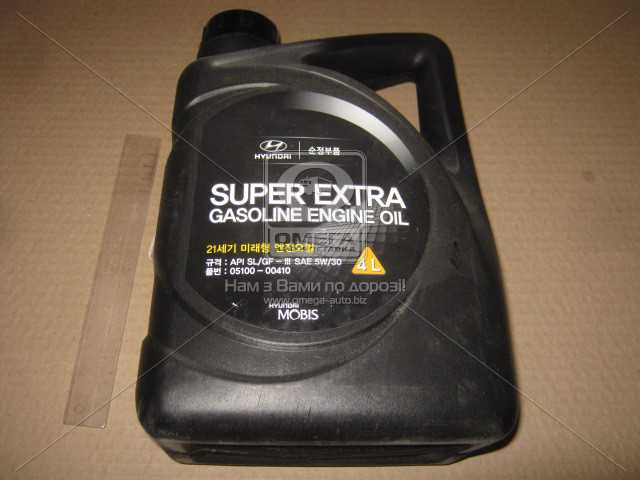 HYUNDAI
순정부품
SUPER EXTRA
GASOLINE ENGINE OIL
21세기 미래형 엔진오일
4L
규격 : API SL/GF - III SAE 5W/30
품번 : 05100-00410
HYUNDAI
MOBIS
OMEGA
Нам з Вами по дорозі!
www.omega-auto.biz